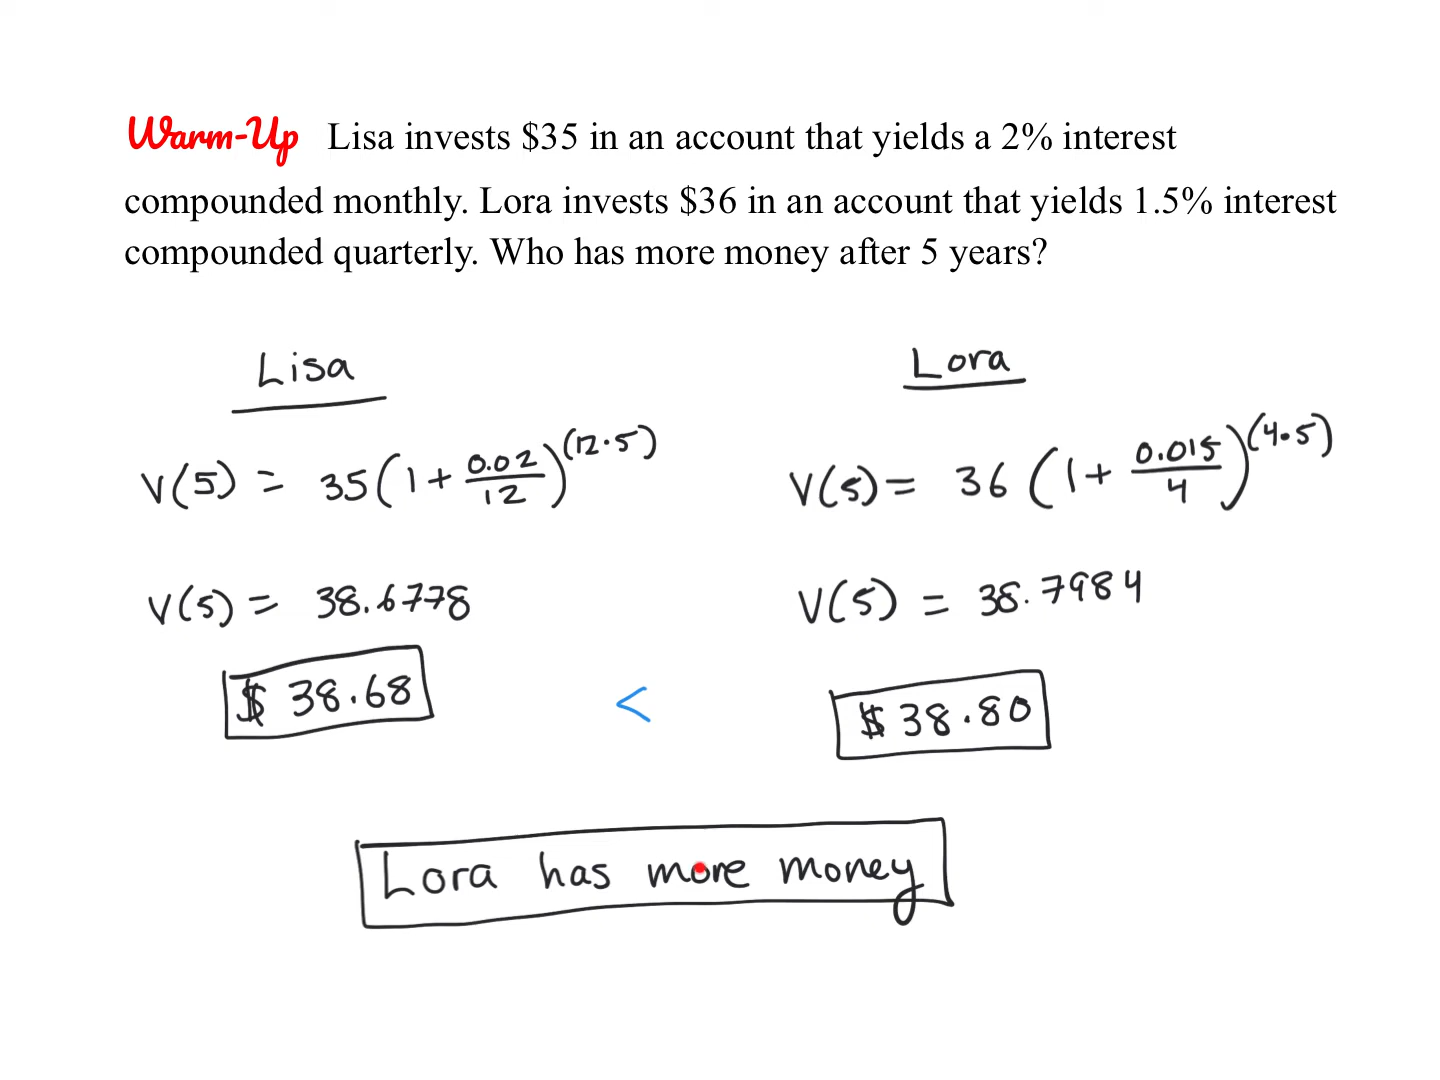 Warm-Up Lisa invests $35 in an account that yields a 2% interest
compounded monthly. Lora invests $36 in an account that yields 1.5% interest
compounded quarterly. Who has more money after 5 years?
Lisa
V(5) = 35(1 + 0.02/12)^(12·5)
V(5) = 38.6778
$ 38.68
<
Lora
V(5) = 36(1 + 0.015/4)^(4·5)
V(5) = 38.7984
$ 38.80
Lora has more money